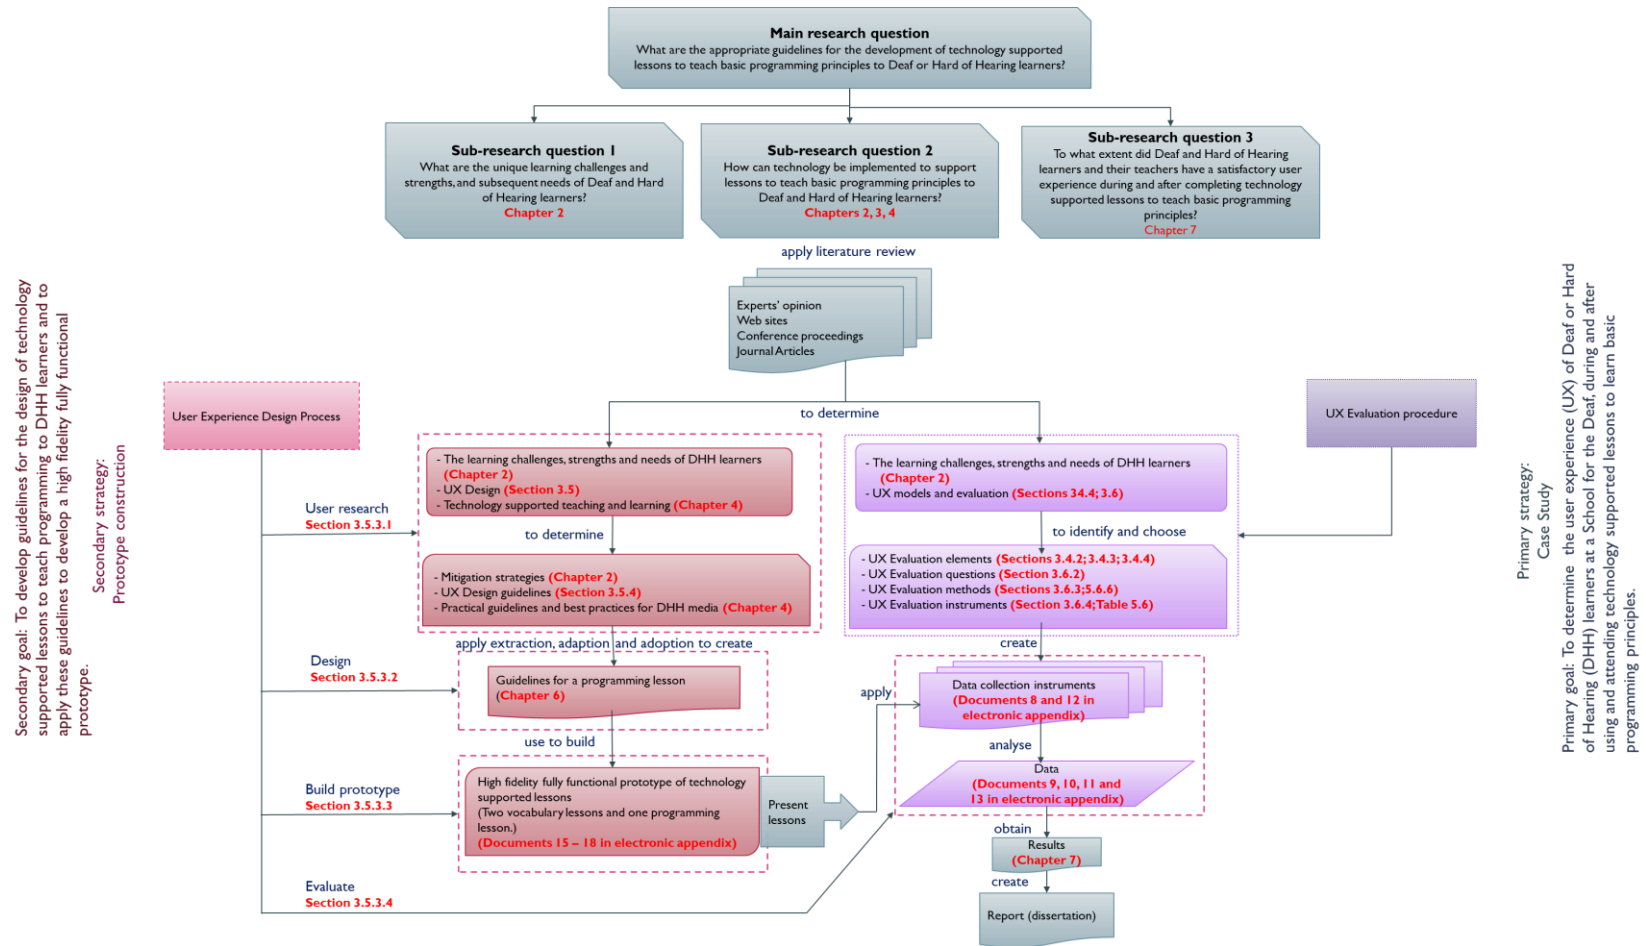 Main research question
What are the appropriate guidelines for the development of technology supported
lessons to teach basic programming principles to Deaf or Hard of Hearing learners?
Sub-research question 1
What are the unique learning challenges and
strengths, and subsequent needs of Deaf and Hard
of Hearing learners?
Chapter 2
Sub-research question 2
How can technology be implemented to support
lessons to teach basic programming principles to
Deaf and Hard of Hearing learners?
Chapters 2, 3, 4
Sub-research question 3
To what extent did Deaf and Hard of Hearing
learners and their teachers have a satisfactory user
experience during and after completing technology
supported lessons to teach basic programming
principles?
Chapter 7
apply literature review
Experts' opinion
Web sites
Conference proceedings
Journal Articles
to determine
Secondary goal: To develop guidelines for the design of technology
supported lessons to teach programming to DHH learners and to
apply these guidelines to develop a high fidelity fully functional
prototype.
Secondary strategy:
Prototype construction
User Experience Design Process
User research
Section 3.5.3.1
Design
Section 3.5.3.2
Build prototype
Section 3.5.3.3
Evaluate
Section 3.5.3.4
- The learning challenges, strengths and needs of DHH learners
(Chapter 2)
- UX Design (Section 3.5)
- Technology supported teaching and learning (Chapter 4)
to determine
- Mitigation strategies (Chapter 2)
- UX Design guidelines (Section 3.5.4)
- Practical guidelines and best practices for DHH media (Chapter 4)
apply extraction, adaption and adoption to create
Guidelines for a programming lesson
(Chapter 6)
use to build
High fidelity fully functional prototype of technology
supported lessons
(Two vocabulary lessons and one programming
lesson.)
(Documents 15 – 18 in electronic appendix)
Present
lessons
apply
- The learning challenges, strengths and needs of DHH learners
(Chapter 2)
- UX models and evaluation (Sections 34.4; 3.6)
to identify and choose
- UX Evaluation elements (Sections 3.4.2; 3.4.3; 3.4.4)
- UX Evaluation questions (Section 3.6.2)
- UX Evaluation methods (Sections 3.6.3; 5.6.6)
- UX Evaluation instruments (Section 3.6.4; Table 5.6)
create
Data collection instruments
(Documents 8 and 12 in
electronic appendix)
analyse
Data
(Documents 9, 10, 11 and
13 in electronic appendix)
obtain
Results
(Chapter 7)
create
Report (dissertation)
UX Evaluation procedure
Primary strategy:
Case Study
Primary goal: To determine the user experience (UX) of Deaf or Hard
of Hearing (DHH) learners at a School for the Deaf, during and after
using and attending technology supported lessons to learn basic
programming principles.